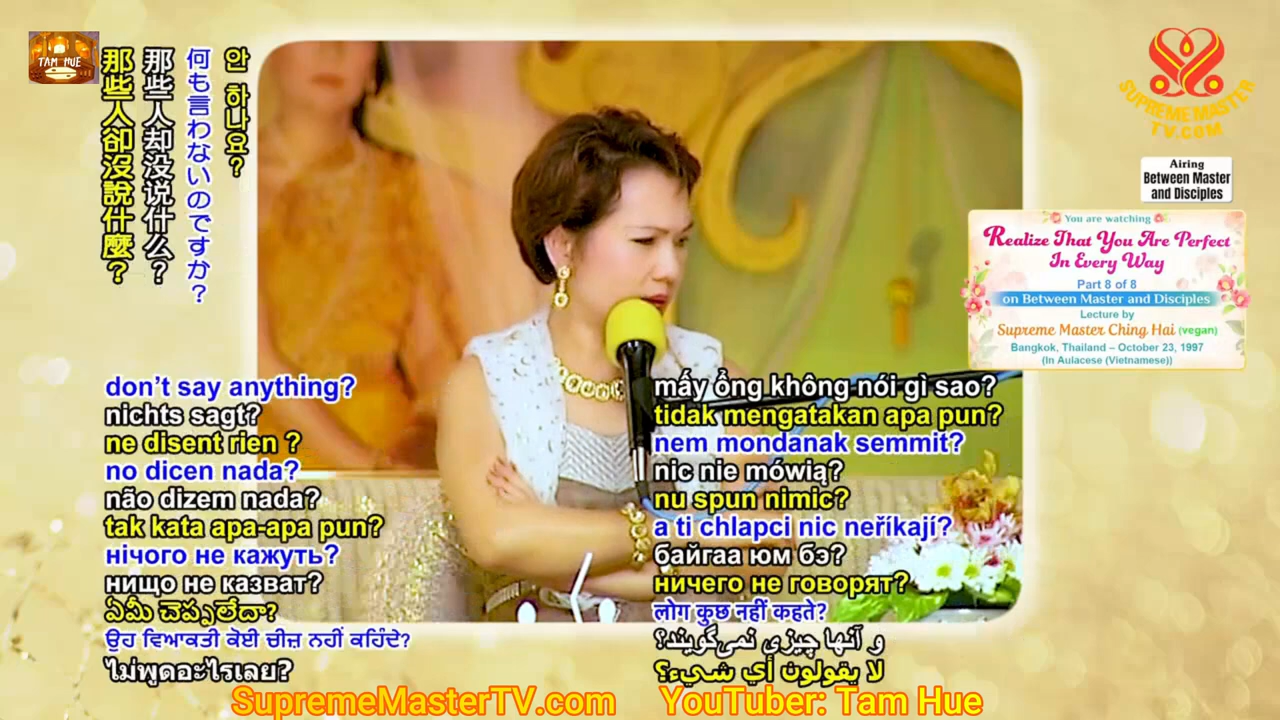 TAM HUE
那些人卻沒說什麼？
那些人却没说什么？
何も言わないのですか？
안 하나요?
SUPREME MASTER
TV.COM
Airing
Between Master
and Disciples
You are watching
Realize That You Are Perfect
In Every Way
Part 8 of 8
on Between Master and Disciples
Lecture by
Supreme Master Ching Hai (vegan)
Bangkok, Thailand – October 23, 1997
(In Aulacese (Vietnamese))
don't say anything?
nichts sagt?
ne disent rien ?
no dicen nada?
não dizem nada?
tak kata apa-apa pun?
нічого не кажуть?
нищо не казват?
ఏమీ చెప్పలేదా?
ਉਹ ਵਿਆਕਤੀ ਕੋਈ ਚੀਜ਼ ਨਹੀਂ ਕਹਿੰਦੇ?
ไม่พูดอะไรเลย?
mấy ổng không nói gì sao?
tidak mengatakan apa pun?
nem mondanak semmit?
nic nie mówią?
nu spun nimic?
a ti chlapci nic neříkají?
байгаа юм бэ?
ничего не говорят?
लोग कुछ नहीं कहते?
و آنها چیزی نمی‌گویند؟
لا يقولون أي شيء؟
SupremeMasterTV.com
YouTuber: Tam Hue